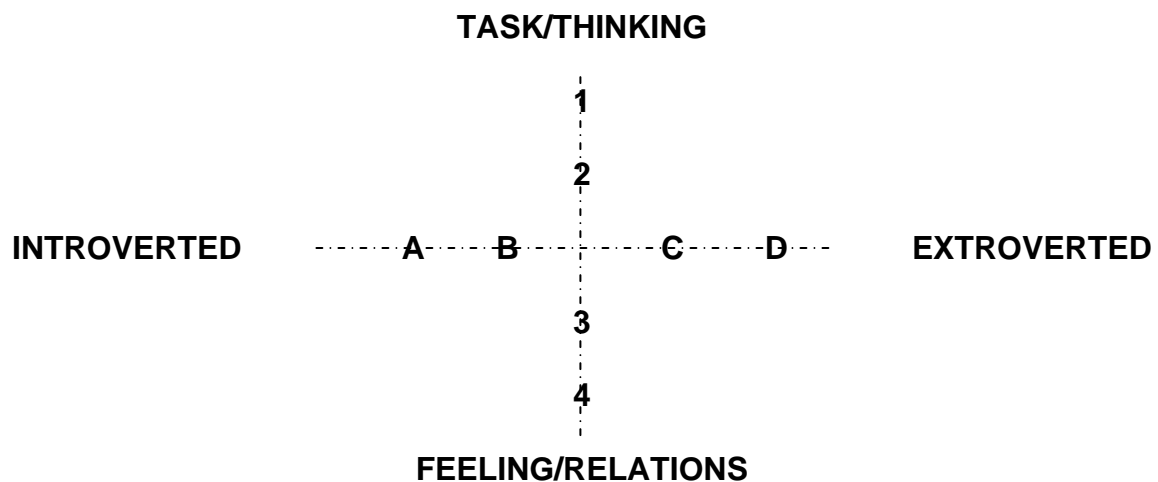 TASK/THINKING
1
2
INTROVERTED A B C D EXTROVERTED
3
4
FEELING/RELATIONS